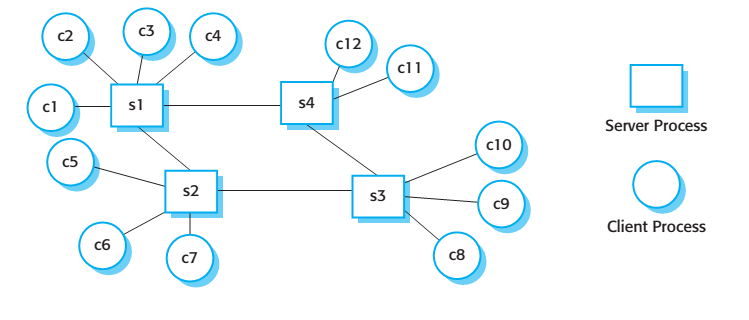 c2
c3
c4
c12
c11
c1
s1
s4
c10
Server Process
c5
s2
s3
c9
c6
c7
c8
Client Process